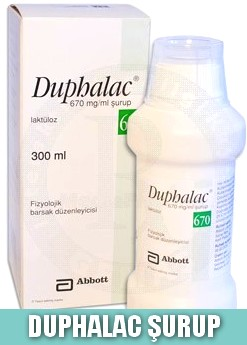 Duphalac®
670 mg/ml şurup
laktüloz
670
300 ml
Fizyolojik
barsak düzenleyicisi
Abbott
Duphalac®
670
Fizyolojik
barsak düzenleyicisi
Abbott
DUPHALAC ŞURUP